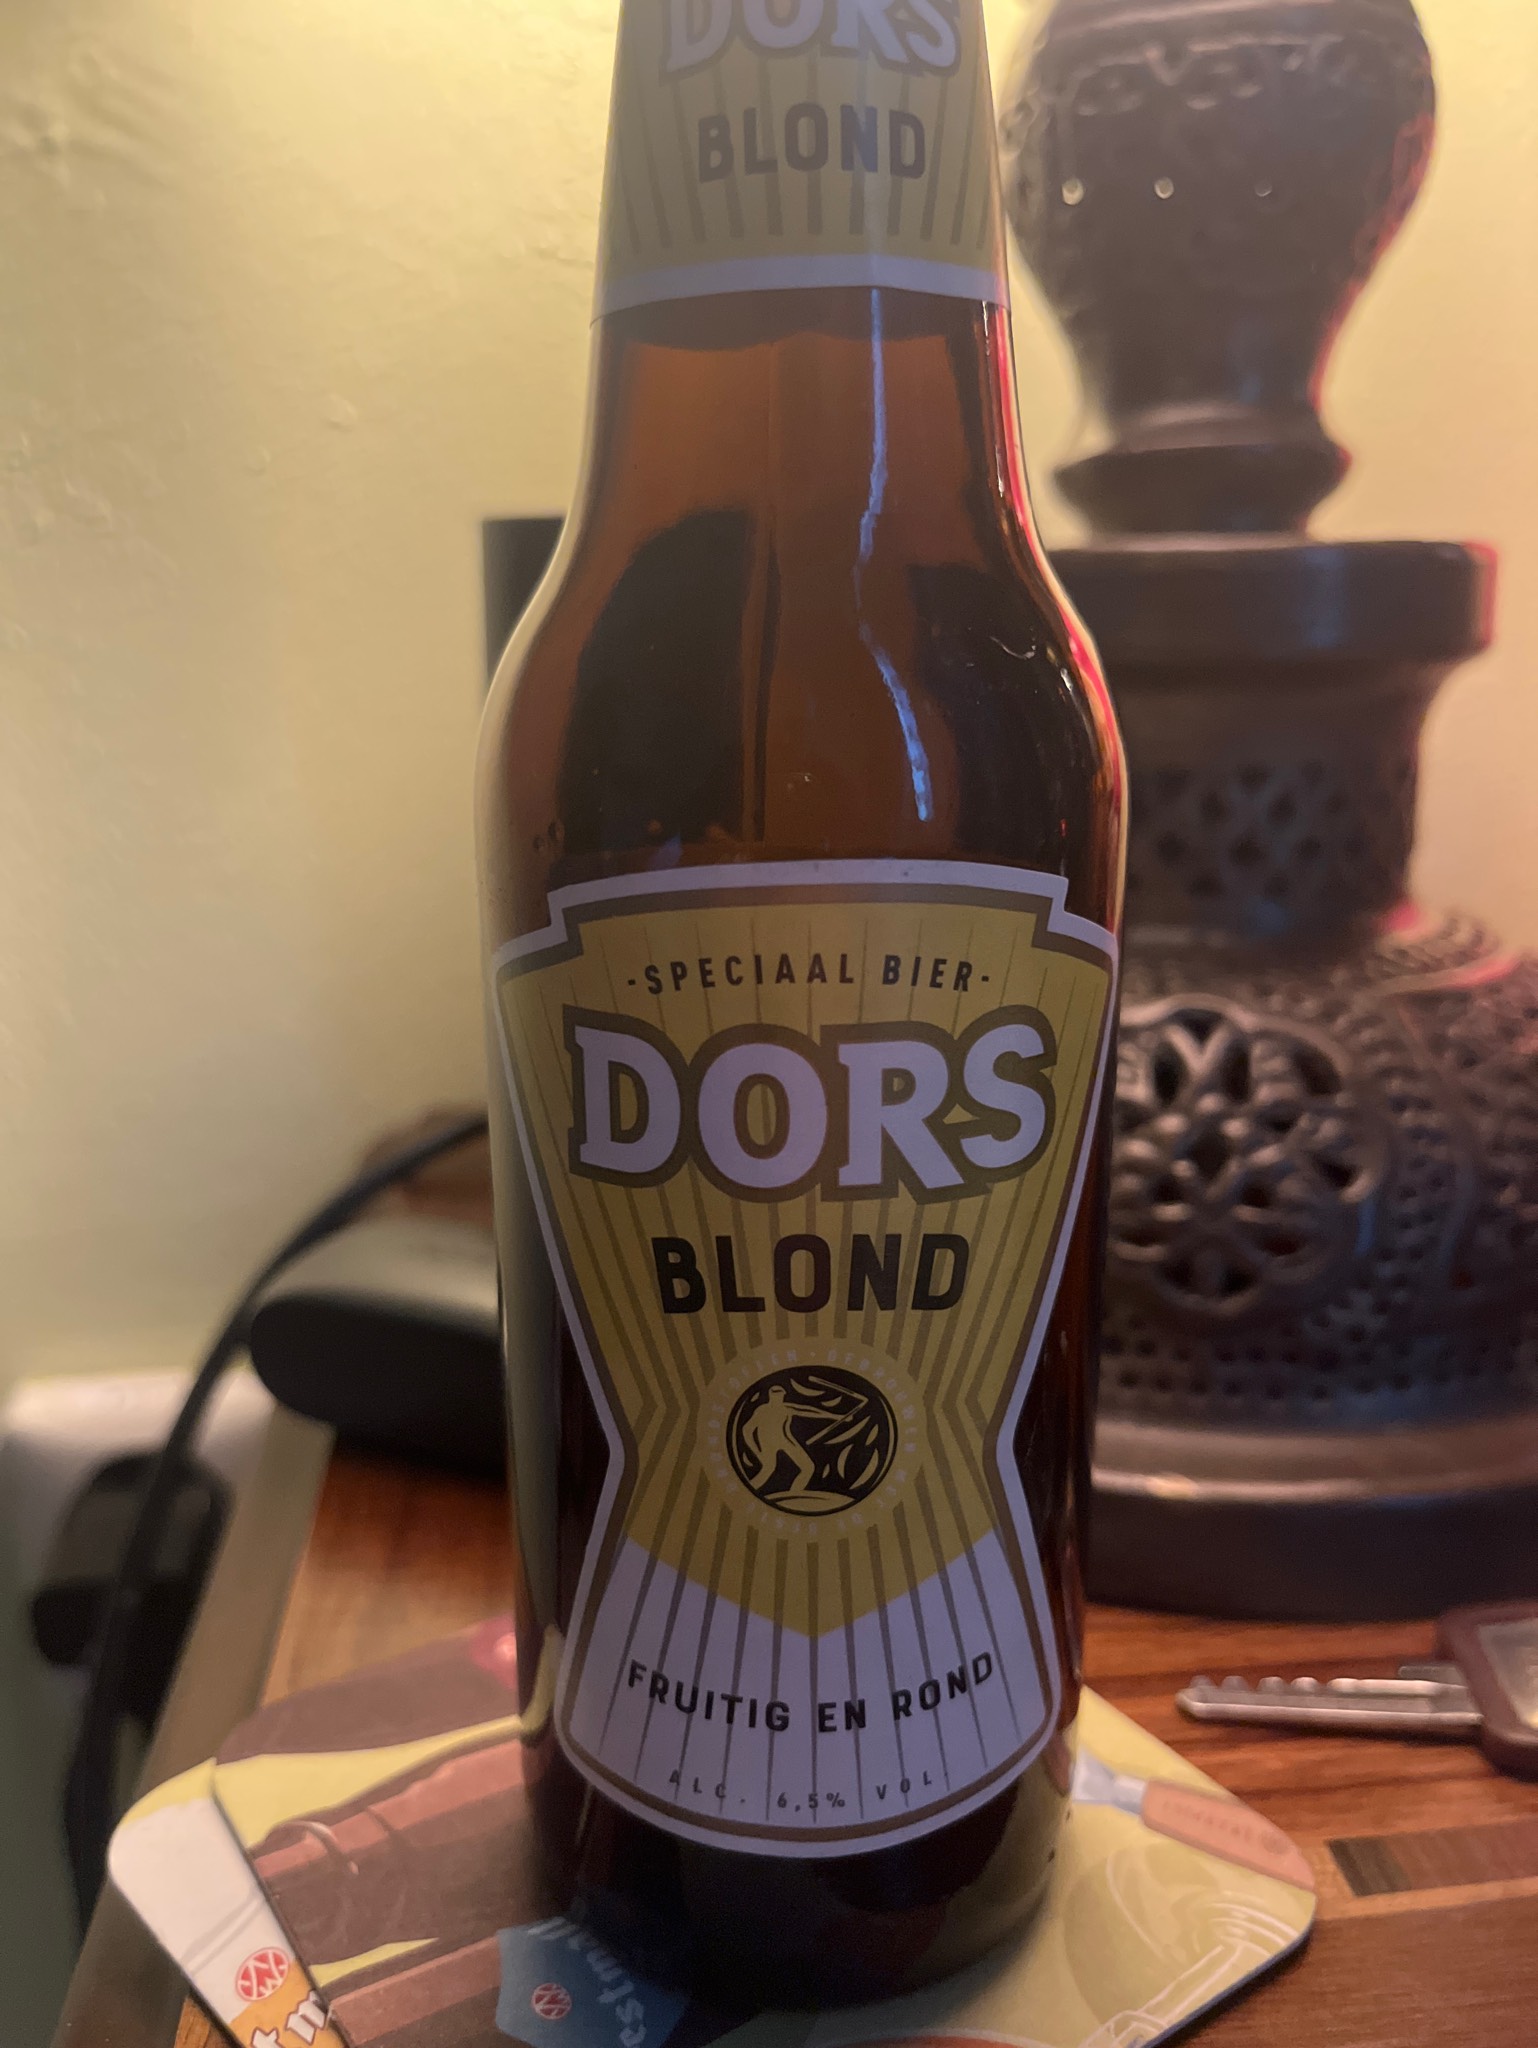 DORS
BLOND
-SPECIAAL BIER-
DORS
BLOND
FRUITIG EN ROND
ALC. 6,5% VOL.